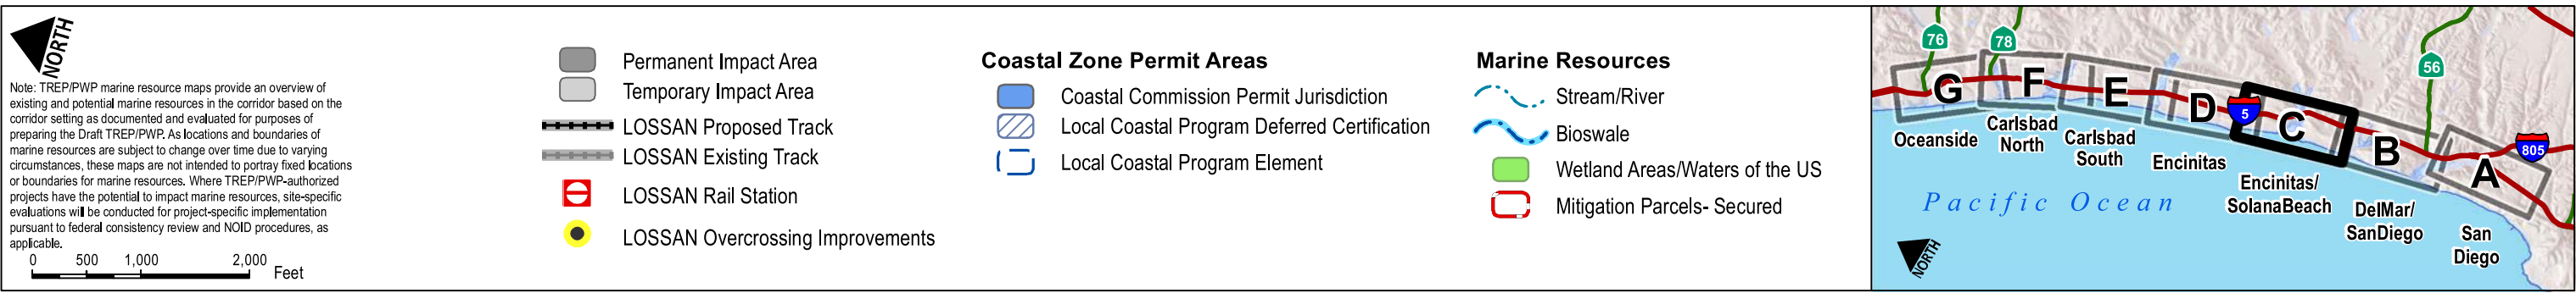 NORTH
Note: TREP/PWP marine resource maps provide an overview of
existing and potential marine resources in the corridor based on the
corridor setting as documented and evaluated for purposes of
preparing the Draft TREP/PWP. As locations and boundaries of
marine resources are subject to change over time due to varying
circumstances, these maps are not intended to portray fixed locations
or boundaries for marine resources. Where TREP/PWP-authorized
projects have the potential to impact marine resources, site-specific
evaluations will be conducted for project-specific implementation
pursuant to federal consistency review and NOID procedures, as
applicable.
0 500 1,000 2,000
Feet
Permanent Impact Area
Temporary Impact Area
LOSSAN Proposed Track
LOSSAN Existing Track
LOSSAN Rail Station
LOSSAN Overcrossing Improvements
Coastal Zone Permit Areas
Coastal Commission Permit Jurisdiction
Local Coastal Program Deferred Certification
Local Coastal Program Element
Marine Resources
Stream/River
Bioswale
Wetland Areas/Waters of the US
Mitigation Parcels- Secured
76 78 56
G F E D 5 C B A 805
Oceanside
Carlsbad
North
Carlsbad
South
Encinitas
Encinitas/
SolanaBeach
DelMar/
SanDiego
San
Diego
Pacific Ocean
NORTH